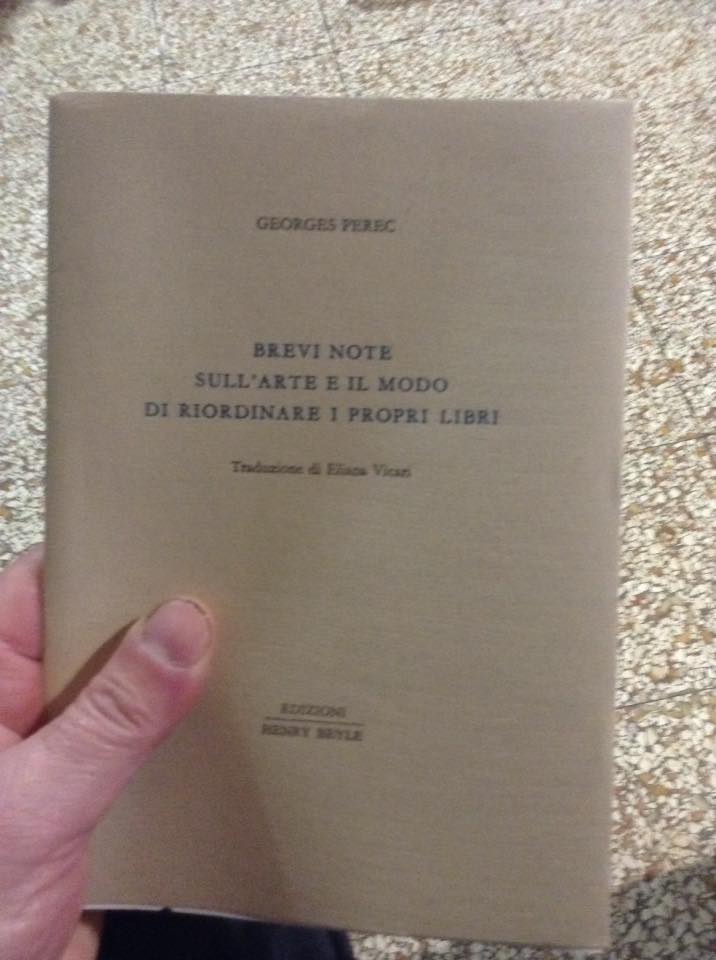 GEORGES PEREC
BREVI NOTE
SULL'ARTE E IL MODO
DI RIORDINARE I PROPRI LIBRI
Traduzione di Eliana Vicari
EDIZIONI
HENRY BEYLE